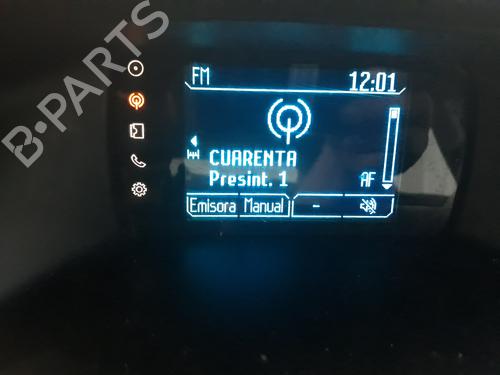 B-PARTS
FM 12:01
CUARENTA
Presint. 1 AF
Emisora Manual -